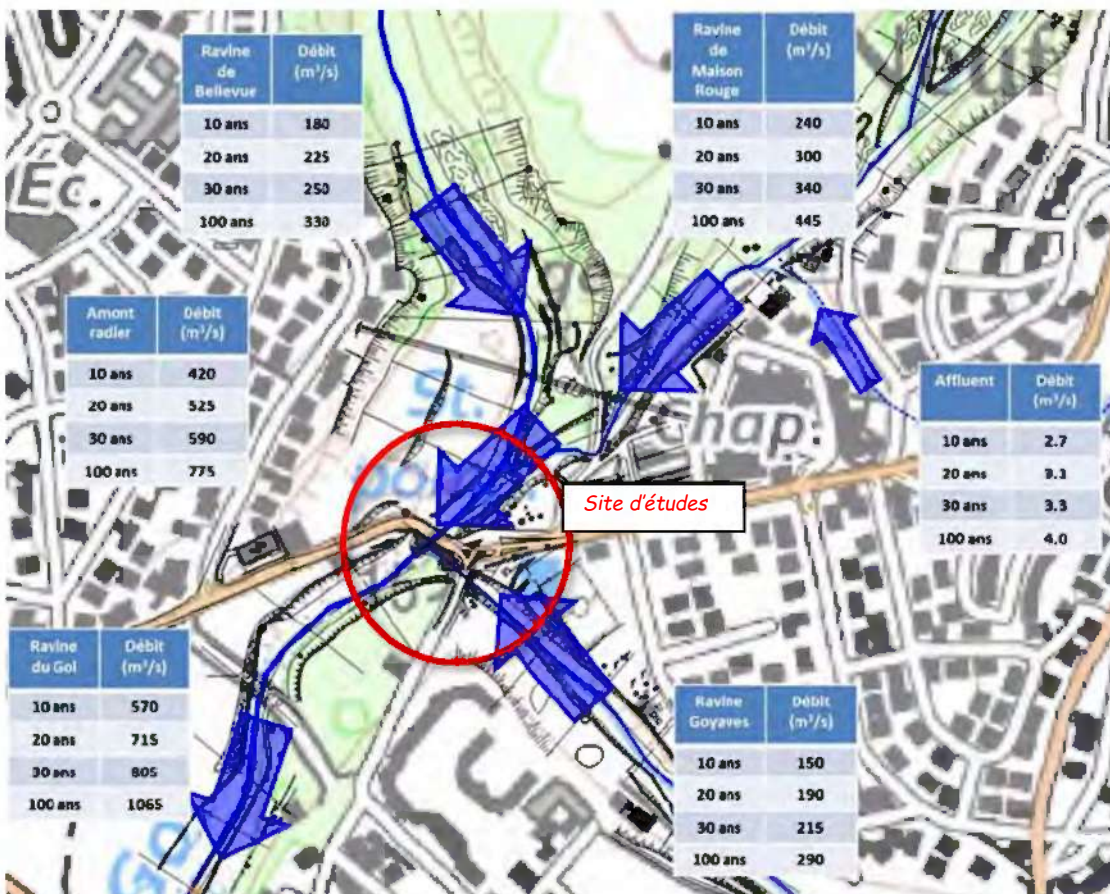 Ravine de Bellevue Débit (m³/s)
10 ans 180
20 ans 225
30 ans 250
100 ans 330
Ravine de Maison Rouge Débit (m³/s)
10 ans 240
20 ans 300
30 ans 340
100 ans 445
Éc.
Amont radier Débit (m³/s)
10 ans 420
20 ans 525
30 ans 590
100 ans 775
St.
Chap.
Affluent Débit (m³/s)
10 ans 2.7
20 ans 3.1
30 ans 3.3
100 ans 4.0
Site d'études
Ravine du Gol Débit (m³/s)
10 ans 570
20 ans 715
30 ans 805
100 ans 1065
Ravine Goyaves Débit (m³/s)
10 ans 150
20 ans 190
30 ans 215
100 ans 290